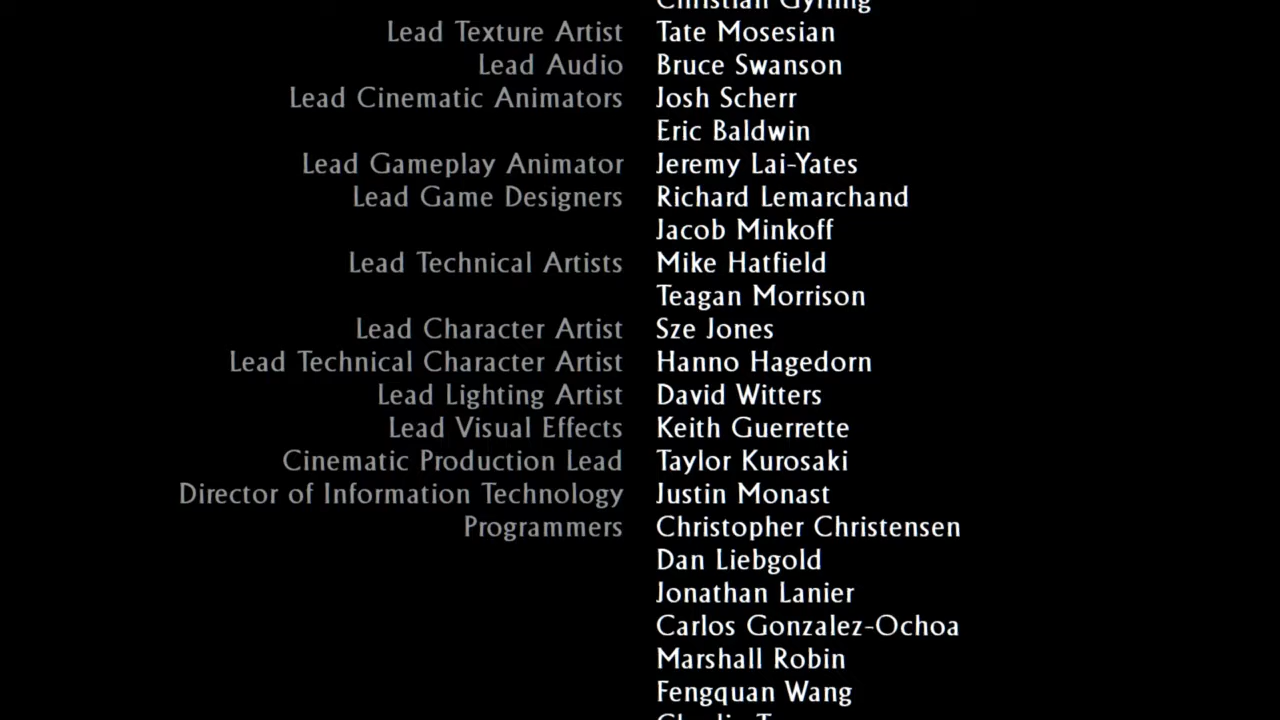 Christian Gyrling
Lead Texture Artist Tate Mosesian
Lead Audio Bruce Swanson
Lead Cinematic Animators Josh Scherr
Eric Baldwin
Lead Gameplay Animator Jeremy Lai-Yates
Lead Game Designers Richard Lemarchand
Jacob Minkoff
Lead Technical Artists Mike Hatfield
Teagan Morrison
Lead Character Artist Sze Jones
Lead Technical Character Artist Hanno Hagedorn
Lead Lighting Artist David Witters
Lead Visual Effects Keith Guerrette
Cinematic Production Lead Taylor Kurosaki
Director of Information Technology Justin Monast
Programmers Christopher Christensen
Dan Liebgold
Jonathan Lanier
Carlos Gonzalez-Ochoa
Marshall Robin
Fengquan Wang